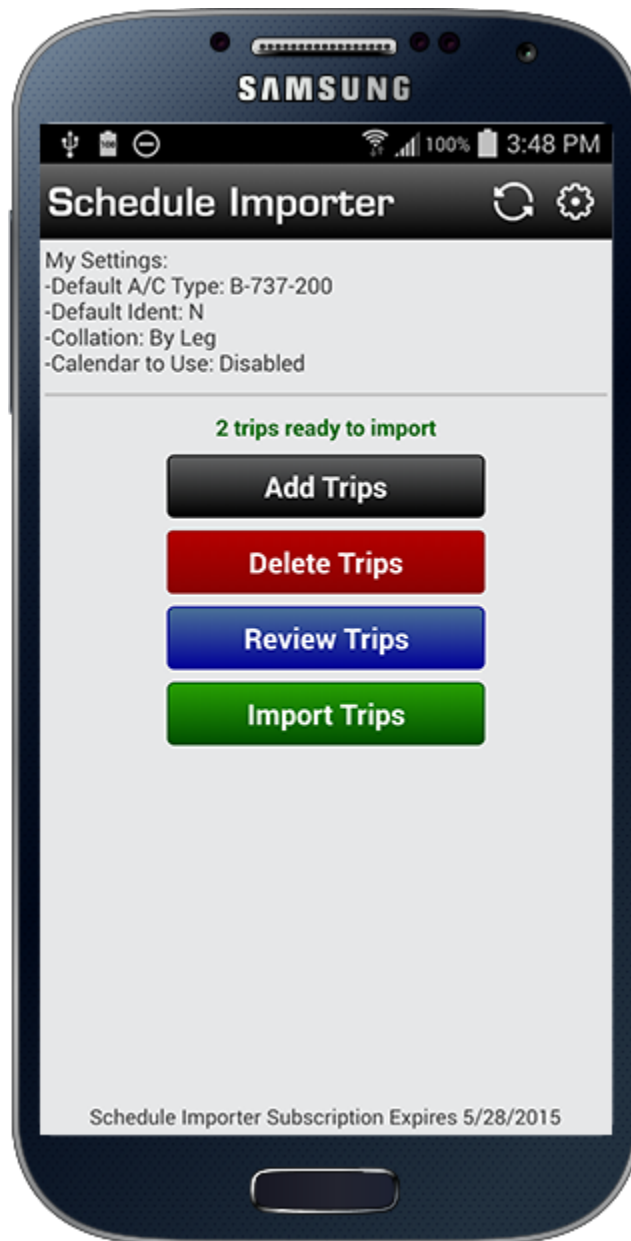 SAMSUNG
100% 3:48 PM
Schedule Importer
My Settings:
-Default A/C Type: B-737-200
-Default Ident: N
-Collation: By Leg
-Calendar to Use: Disabled
2 trips ready to import
Add Trips
Delete Trips
Review Trips
Import Trips
Schedule Importer Subscription Expires 5/28/2015